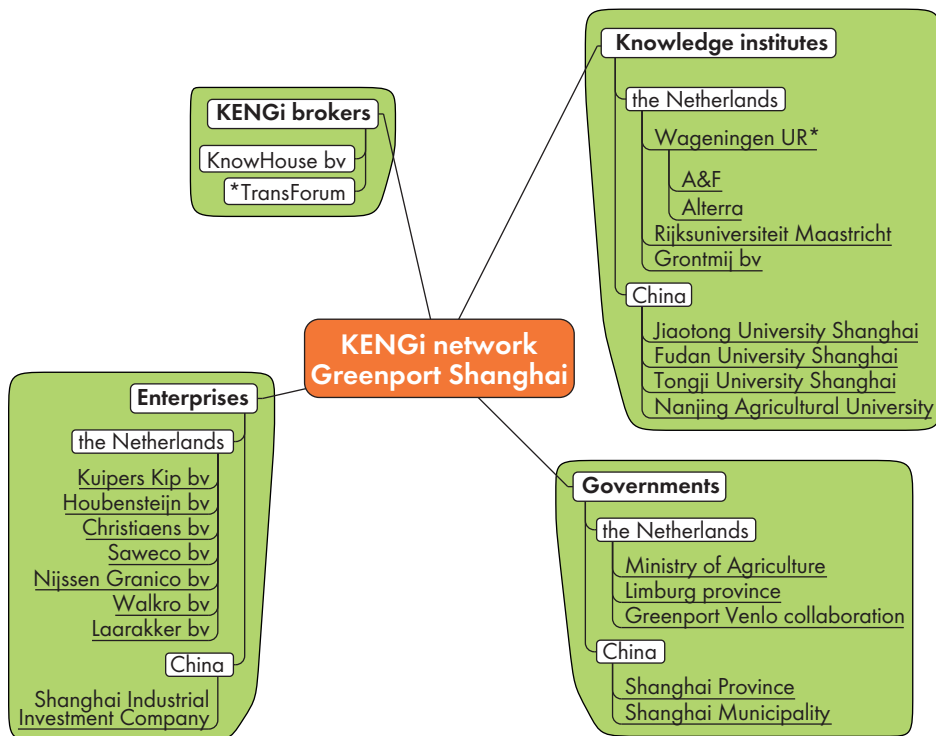 KENGi network
Greenport Shanghai
KENGi brokers
KnowHouse bv
*TransForum
Knowledge institutes
the Netherlands
Wageningen UR*
A&F
Alterra
Rijksuniversiteit Maastricht
Grontmij bv
China
Jiaotong University Shanghai
Fudan University Shanghai
Tongji University Shanghai
Nanjing Agricultural University
Enterprises
the Netherlands
Kuipers Kip bv
Houbensteijn bv
Christiaens bv
Saweco bv
Nijssen Granico bv
Walkro bv
Laarakker bv
China
Shanghai Industrial
Investment Company
Governments
the Netherlands
Ministry of Agriculture
Limburg province
Greenport Venlo collaboration
China
Shanghai Province
Shanghai Municipality